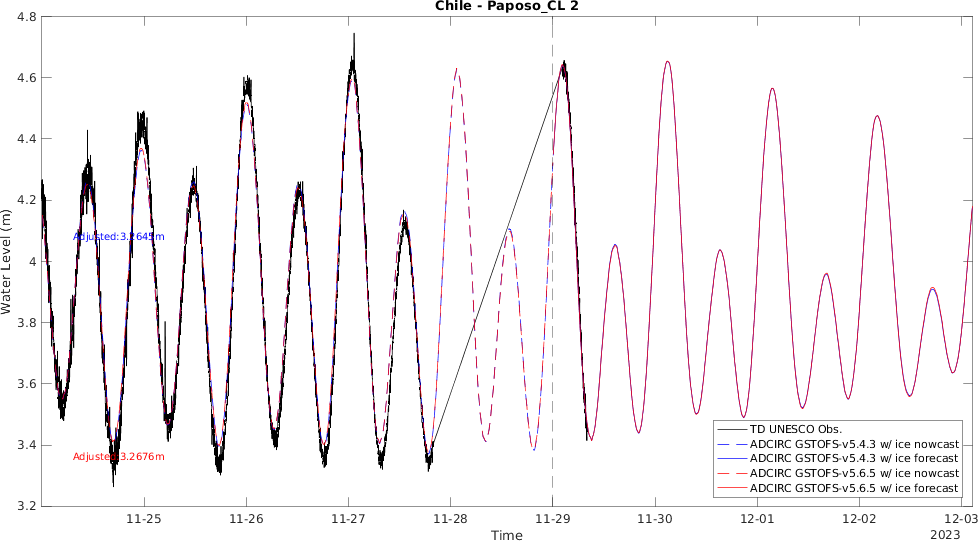 Chile - Paposo_CL 2
4.8
4.6
4.4
4.2
4
3.8
3.6
3.4
3.2
Water Level (m)
Adjusted:3.2645m
Adjusted:3.2676m
TD UNESCO Obs.
ADCIRC GSTOFS-v5.4.3 w/ ice nowcast
ADCIRC GSTOFS-v5.4.3 w/ ice forecast
ADCIRC GSTOFS-v5.6.5 w/ ice nowcast
ADCIRC GSTOFS-v5.6.5 w/ ice forecast
11-25 11-26 11-27 11-28 11-29 11-30 12-01 12-02 12-03
Time 2023